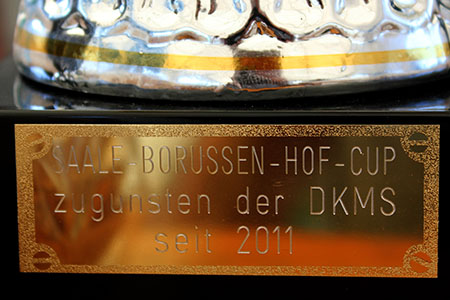 SAALE-BORUSSEN-HOF-CUP
zugunsten der DKMS
seit 2011